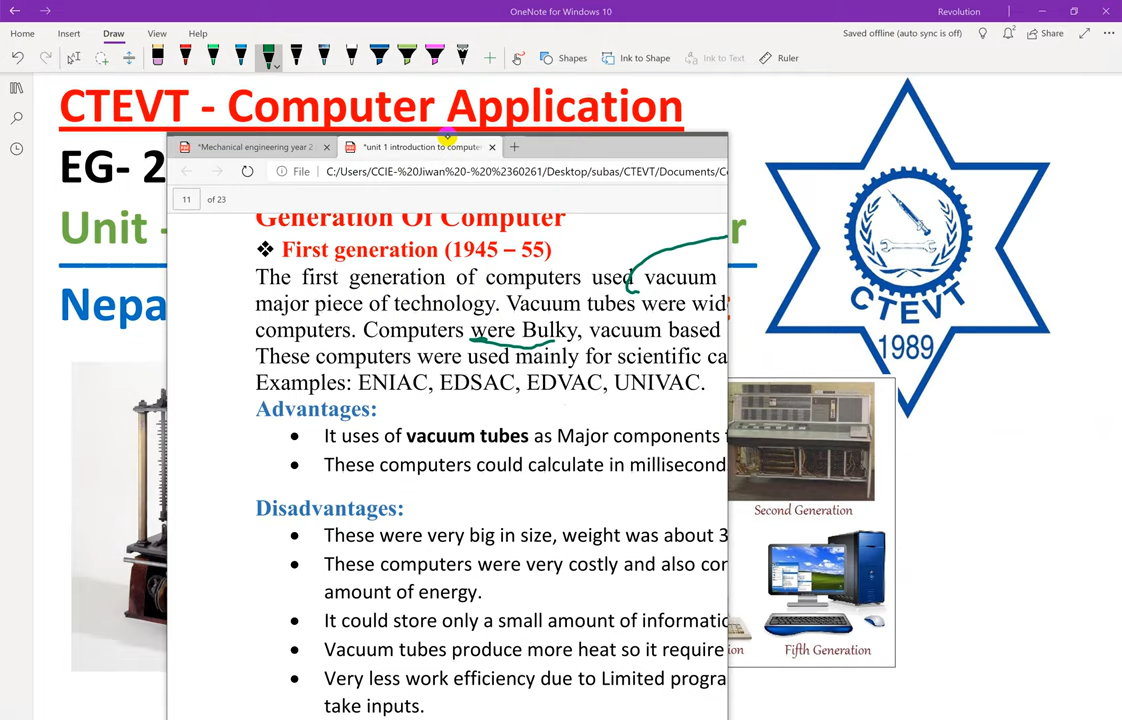 OneNote for Windows 10
Revolution
Home
Insert
Draw
View
Help
Saved offline (auto sync is off)
Share
Shapes
Ink to Shape
Ink to Text
Ruler
CTEVT - Computer Application
EG- 2
Unit -
r
Nepa
*Mechanical engineering year 2
*unit 1 introduction to compute
File
C:/Users/CCIE-%20Jiwan%20-%20%2360261/Desktop/subas/CTEVT/Documents/C
11
of 23
Generation Of Computer
❖ First generation (1945 – 55)
The first generation of computers used vacuum
major piece of technology. Vacuum tubes were wid
computers. Computers were Bulky, vacuum based
These computers were used mainly for scientific ca
Examples: ENIAC, EDSAC, EDVAC, UNIVAC.
Advantages:
• It uses of vacuum tubes as Major components
• These computers could calculate in millisecond
Disadvantages:
• These were very big in size, weight was about 3
• These computers were very costly and also con
amount of energy.
• It could store only a small amount of informatio
• Vacuum tubes produce more heat so it require
• Very less work efficiency due to Limited progra
take inputs.
CTEVT
1989
Second Generation
ion
Fifth Generation